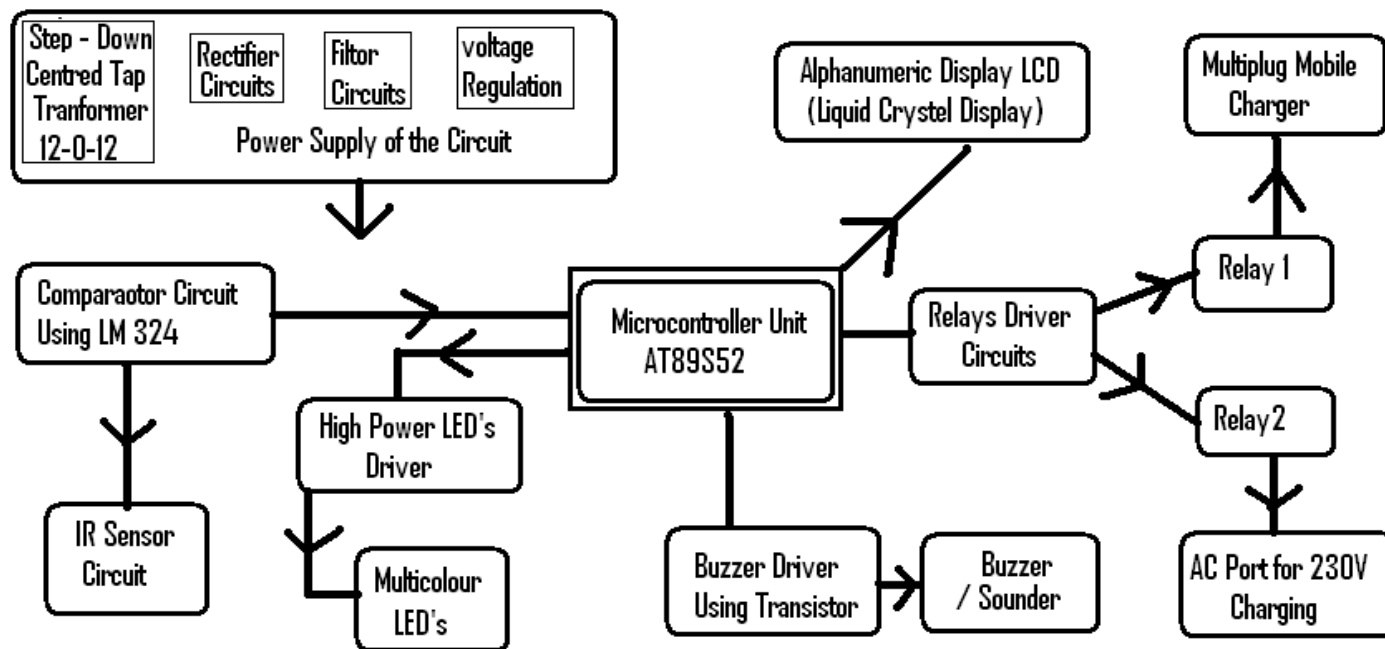 Step - Down
Centred Tap
Tranformer
12-0-12
Rectifier
Circuits
Filtor
Circuits
voltage
Regulation
Power Supply of the Circuit
Alphanumeric Display LCD
(Liquid Crystel Display)
Multiplug Mobile
Charger
Comparaotor Circuit
Using LM 324
Microcontroller Unit
AT89S52
Relays Driver
Circuits
Relay 1
Relay 2
High Power LED's
Driver
IR Sensor
Circuit
Multicolour
LED's
Buzzer Driver
Using Transistor
Buzzer
/ Sounder
AC Port for 230V
Charging